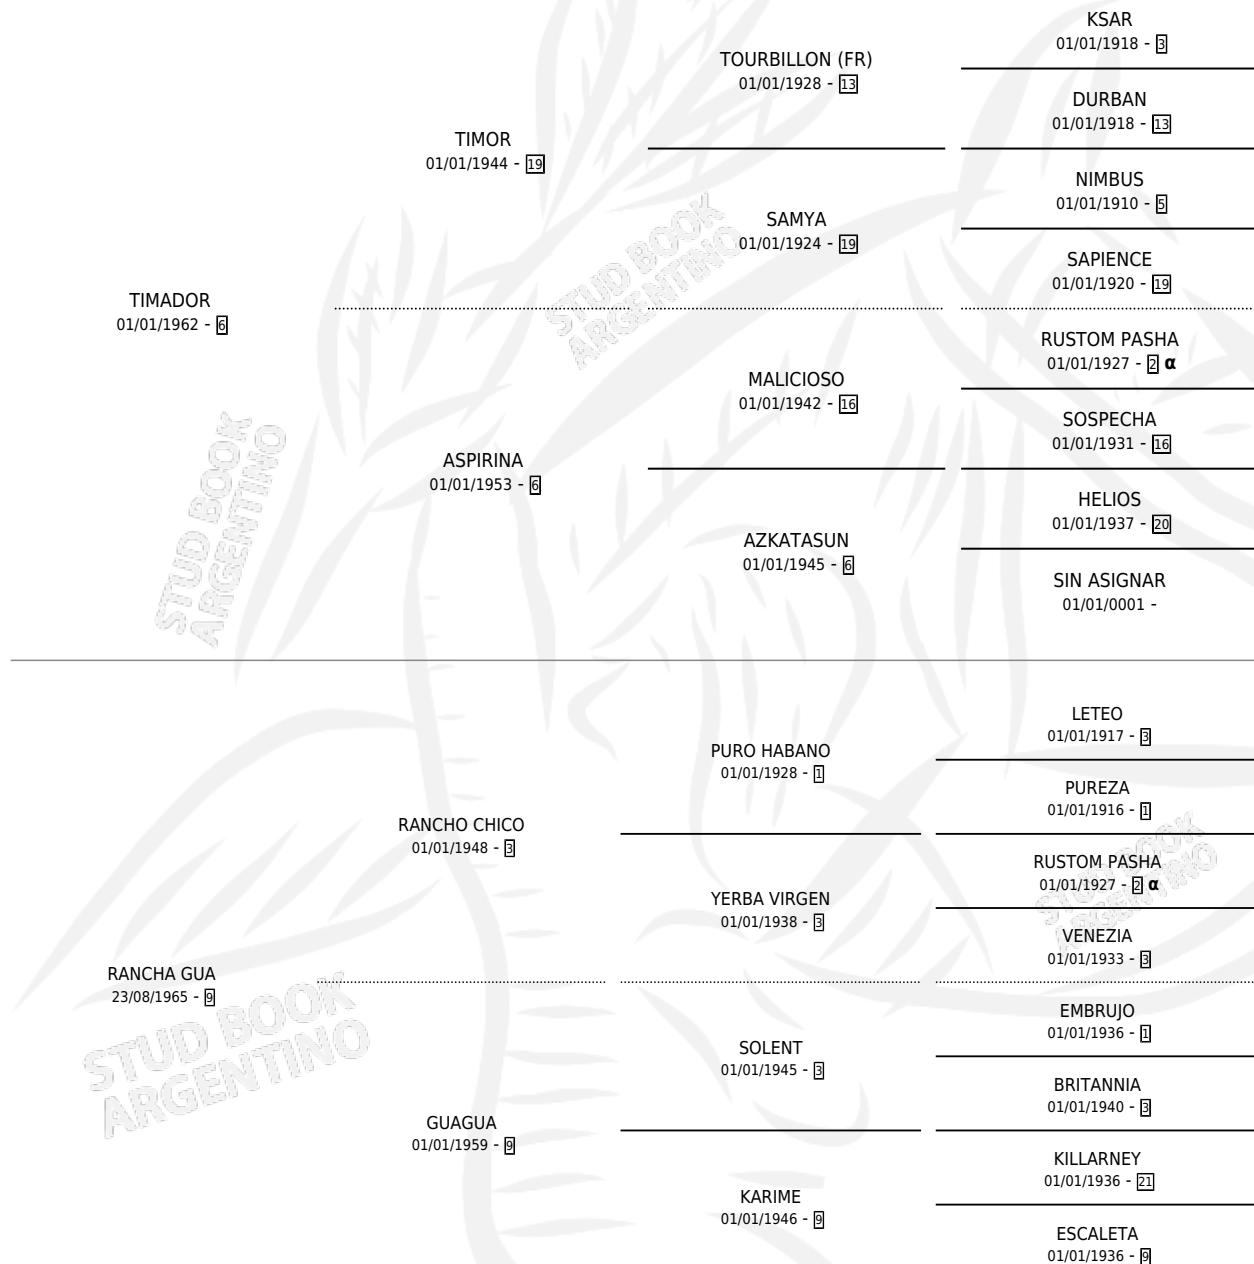 KSAR
01/01/1918 - 3
TOURBILLON (FR)
01/01/1928 - 13
DURBAN
01/01/1918 - 13
TIMOR
01/01/1944 - 19
NIMBUS
01/01/1910 - 5
SAMYA
01/01/1924 - 19
SAPIENCE
01/01/1920 - 19
STUD BOOK
ARGENTINO
TIMADOR
01/01/1962 - 6
RUSTOM PASHA
01/01/1927 - 2 α
MALICIOSO
01/01/1942 - 16
SOSPECHA
01/01/1931 - 16
ASPIRINA
01/01/1953 - 6
HELIOS
01/01/1937 - 20
AZKATASUN
01/01/1945 - 6
SIN ASIGNAR
01/01/0001 -
STUD BOOK
ARGENTINO
LETEO
01/01/1917 - 3
PURO HABANO
01/01/1928 - 1
PUREZA
01/01/1916 - 1
RANCHO CHICO
01/01/1948 - 3
RUSTOM PASHA
01/01/1927 - 2 α
YERBA VIRGEN
01/01/1938 - 3
VENEZIA
01/01/1933 - 3
STUD BOOK
ARGENTINO
RANCHA GUA
23/08/1965 - 9
EMBRUJO
01/01/1936 - 1
SOLENT
01/01/1945 - 3
BRITANNIA
01/01/1940 - 3
STUD BOOK
ARGENTINO
GUAGUA
01/01/1959 - 9
KILLARNEY
01/01/1936 - 21
KARIME
01/01/1946 - 9
ESCALETA
01/01/1936 - 9